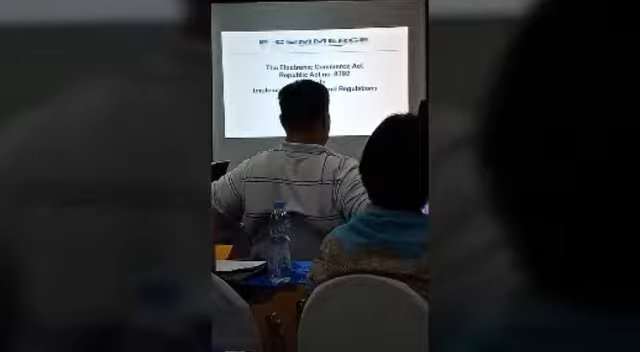 E-COMMERCE
The Electronic Commerce Act
Republic Act no. 8792
and Regulations